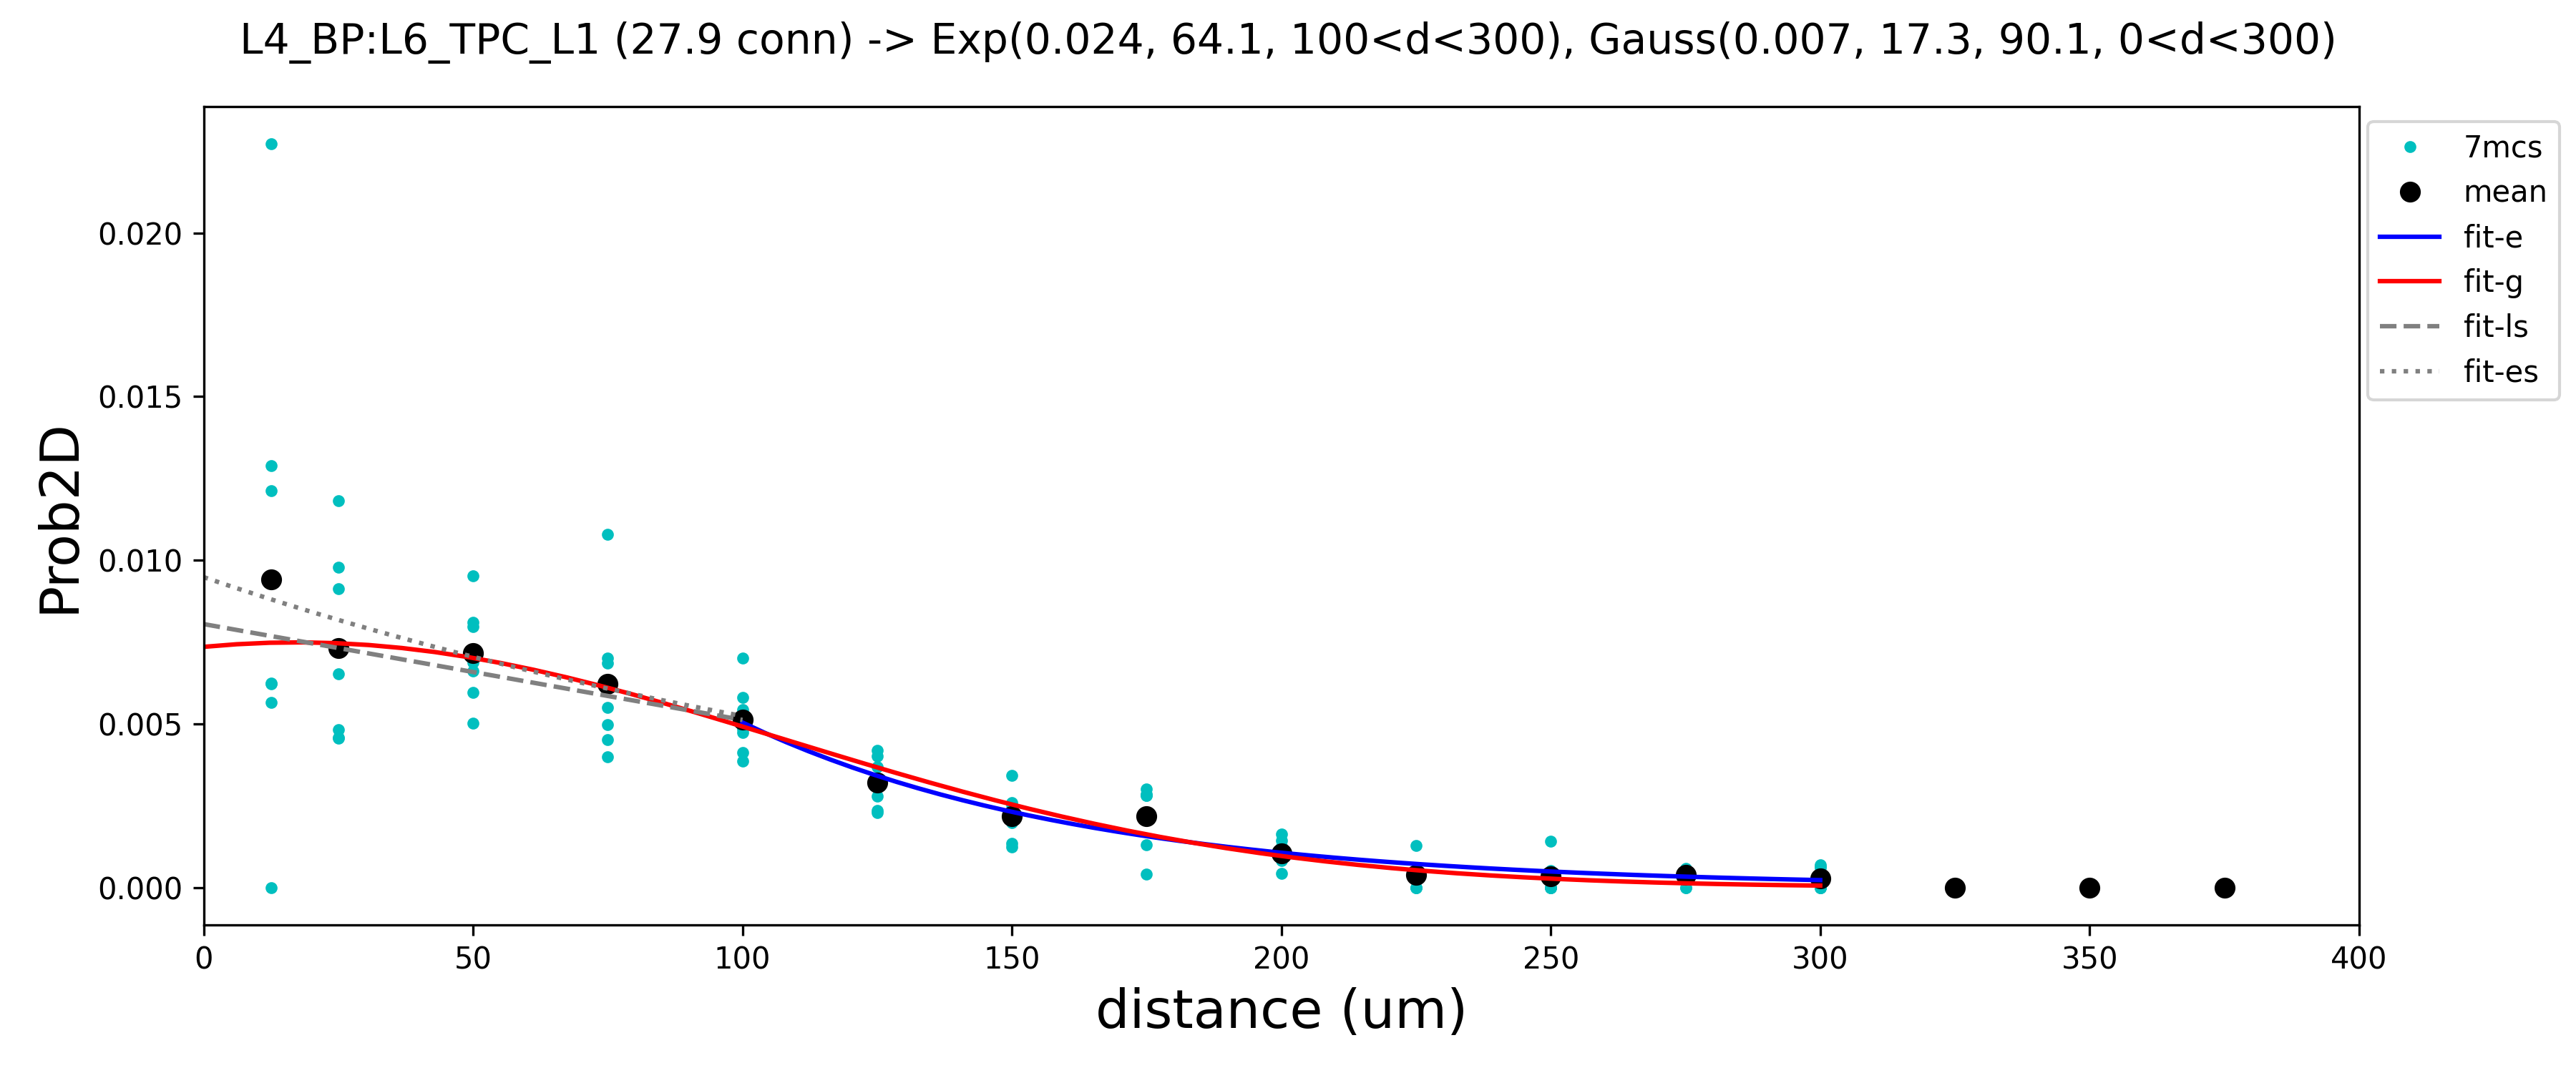 L4_BP:L6_TPC_L1 (27.9 conn) -> Exp(0.024, 64.1, 100<d<300), Gauss(0.007, 17.3, 90.1, 0<d<300)
7mcs
mean
fit-e
fit-g
fit-ls
fit-es
Prob2D
0.020
0.015
0.010
0.005
0.000
0 50 100 150 200 250 300 350 400
distance (um)